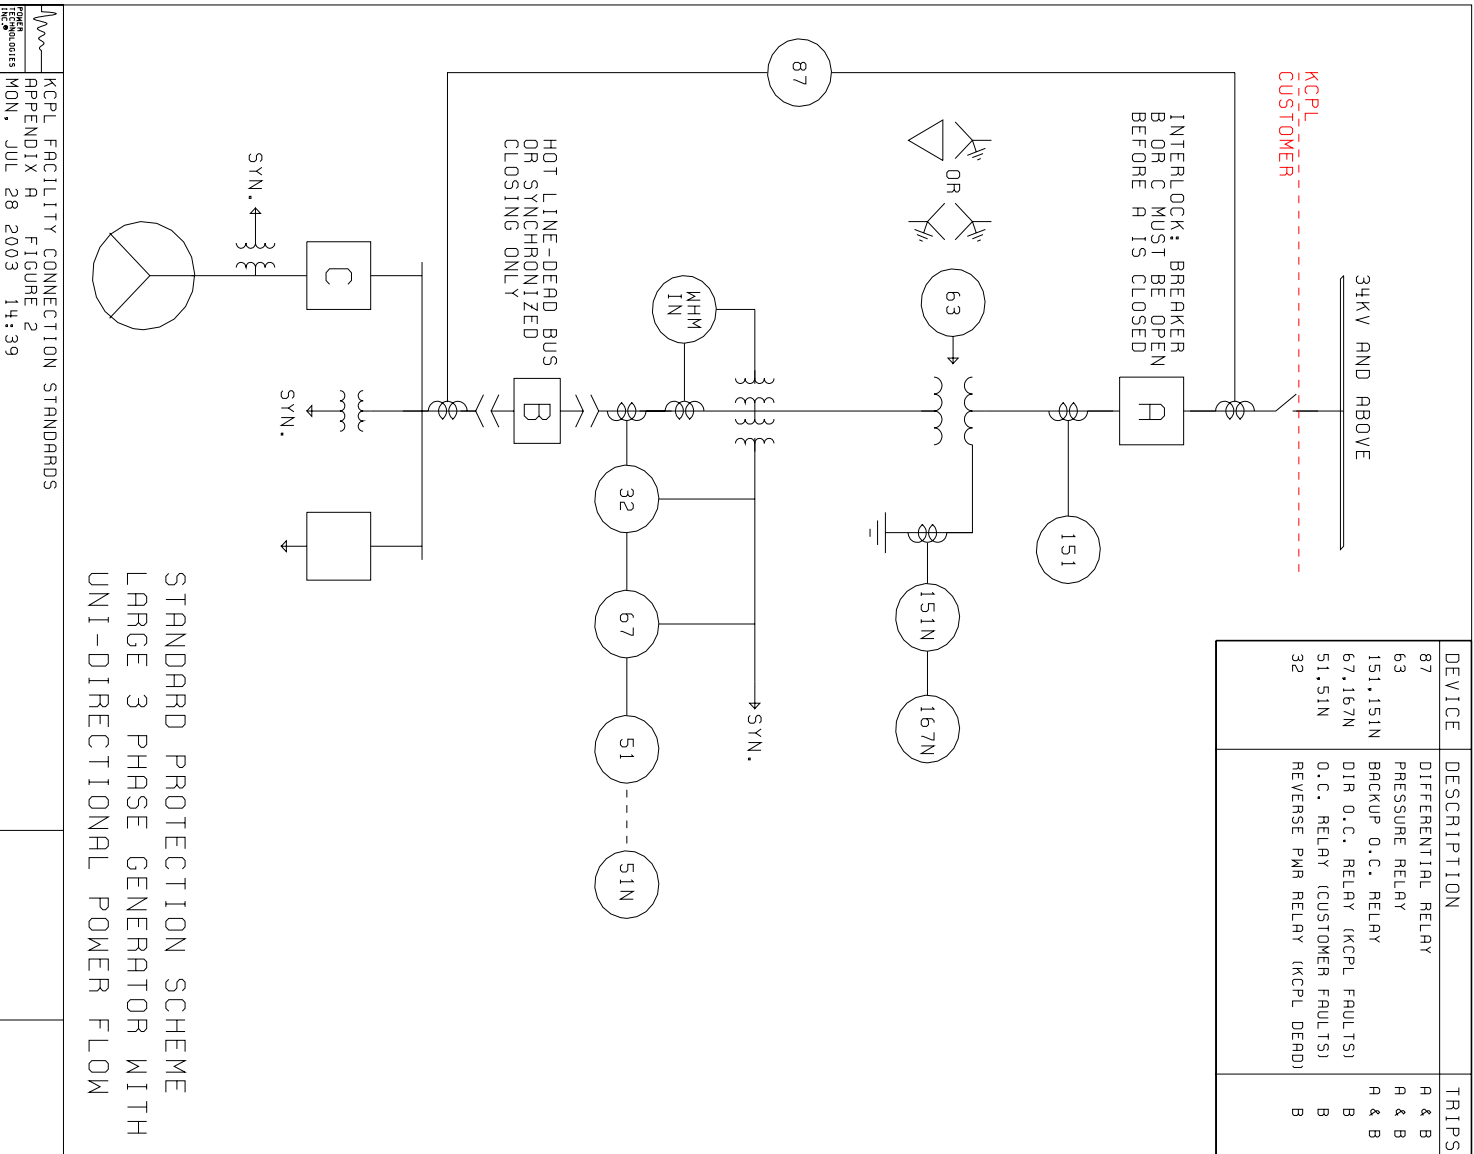 34KV AND ABOVE
KCPL
CUSTOMER
INTERLOCK: BREAKER
B OR C MUST BE OPEN
BEFORE A IS CLOSED
A
151
87
OR
63
151N
167N
SYN.
WHM
IN
HOT LINE-DEAD BUS
OR SYNCHRONIZED
CLOSING ONLY
B
32
67
51
51N
SYN.
C
SYN.
DEVICE DESCRIPTION TRIPS
87 DIFFERENTIAL RELAY A & B
63 PRESSURE RELAY A & B
151,151N BACKUP O.C. RELAY A & B
67,167N DIR O.C. RELAY (KCPL FAULTS) B
51,51N O.C. RELAY (CUSTOMER FAULTS) B
32 REVERSE PWR RELAY (KCPL DEAD) B
STANDARD PROTECTION SCHEME
LARGE 3 PHASE GENERATOR WITH
UNI-DIRECTIONAL POWER FLOW
POWER
TECHNOLOGIES
INC.®
KCPL FACILITY CONNECTION STANDARDS
APPENDIX A FIGURE 2
MON, JUL 28 2003 14:39